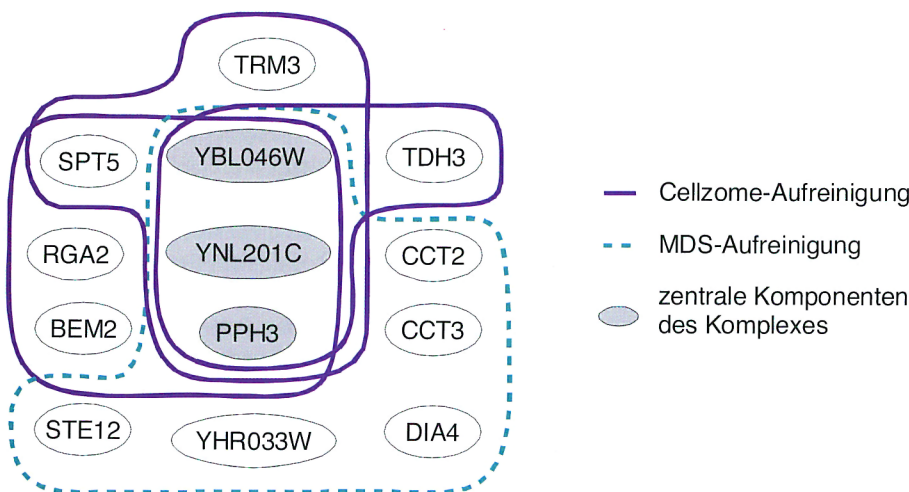 TRM3
SPT5
YBL046W
TDH3
RGA2
YNL201C
CCT2
BEM2
PPH3
CCT3
STE12
YHR033W
DIA4
Cellzome-Aufreinigung
MDS-Aufreinigung
zentrale Komponenten
des Komplexes